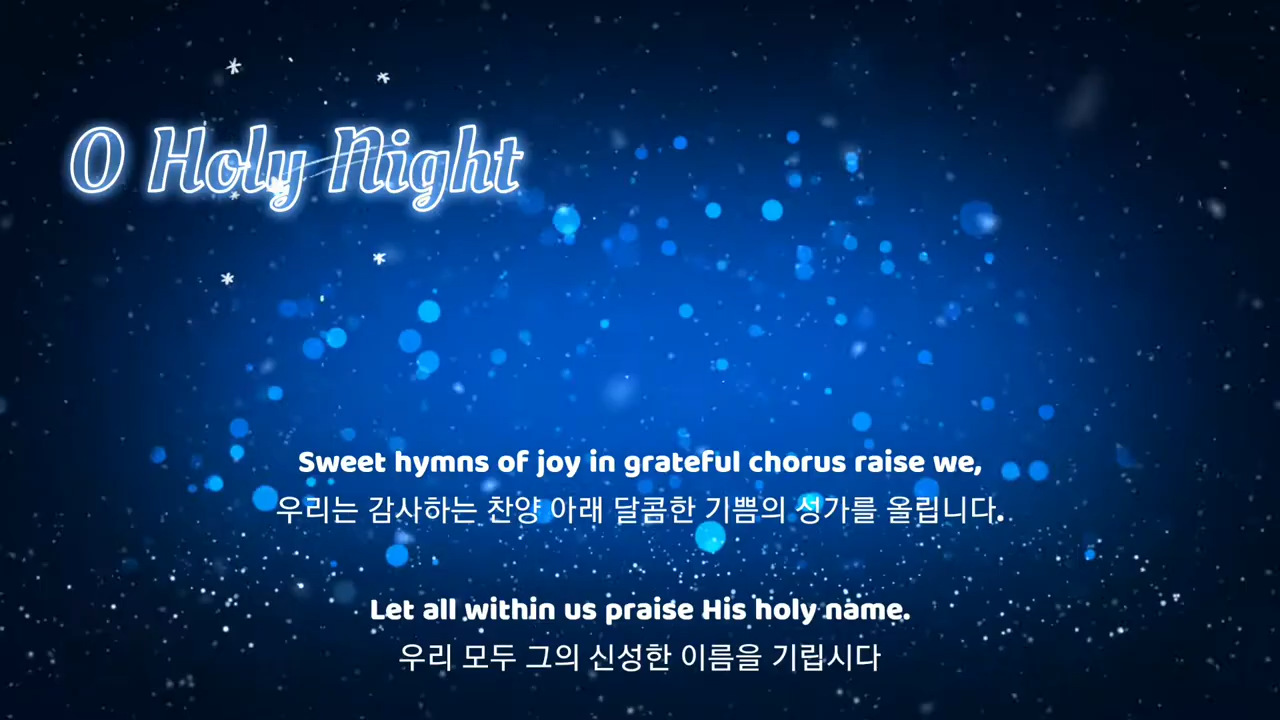 O Holy Night
Sweet hymns of joy in grateful chorus raise we,
우리는 감사하는 찬양 아래 달콤한 기쁨의 성가를 올립니다.
Let all within us praise His holy name.
우리 모두 그의 신성한 이름을 기립시다